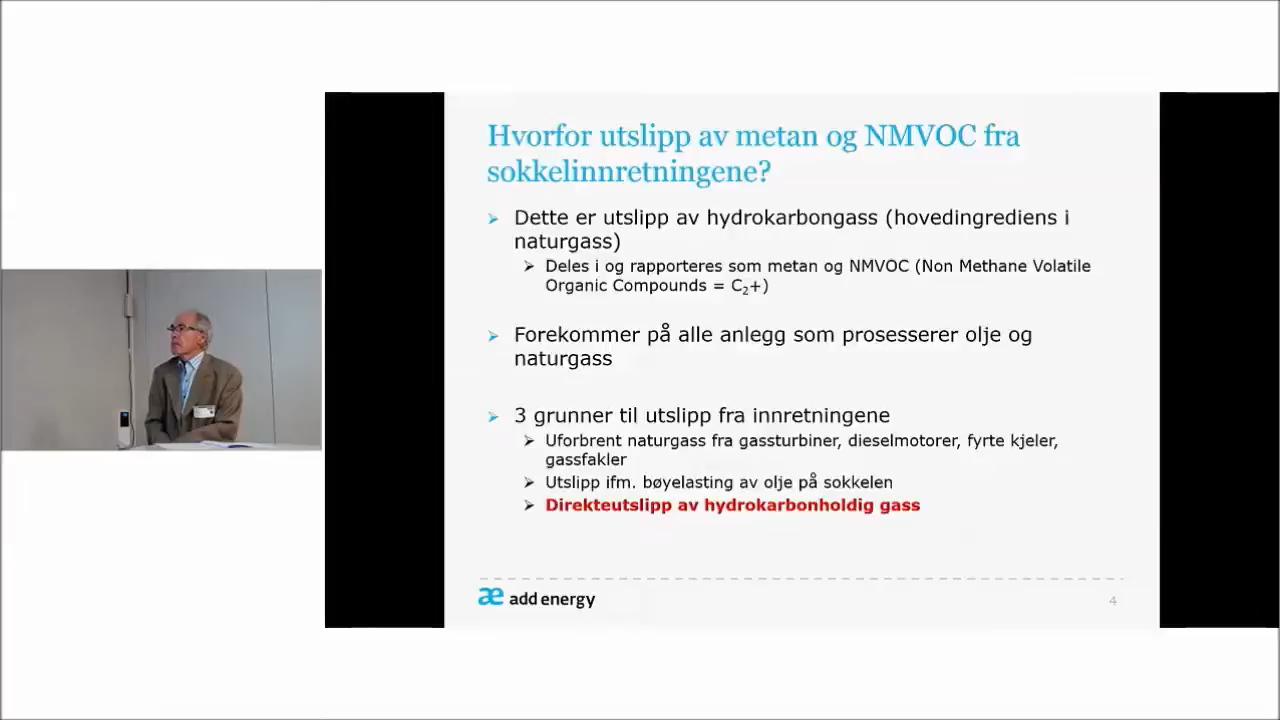 Hvorfor utslipp av metan og NMVOC fra
sokkelinnretningene?
Dette er utslipp av hydrokarbongass (hovedingrediens i
naturgass)
Deles i og rapporteres som metan og NMVOC (Non Methane Volatile
Organic Compounds = C₂+)
Forekommer på alle anlegg som prosesserer olje og
naturgass
3 grunner til utslipp fra innretningene
Uforbrent naturgass fra gassturbiner, dieselmotorer, fyrte kjeler,
gassfakler
Utslipp ifm. bøyelasting av olje på sokkelen
Direkteutslipp av hydrokarbonholdig gass
æ add energy
4